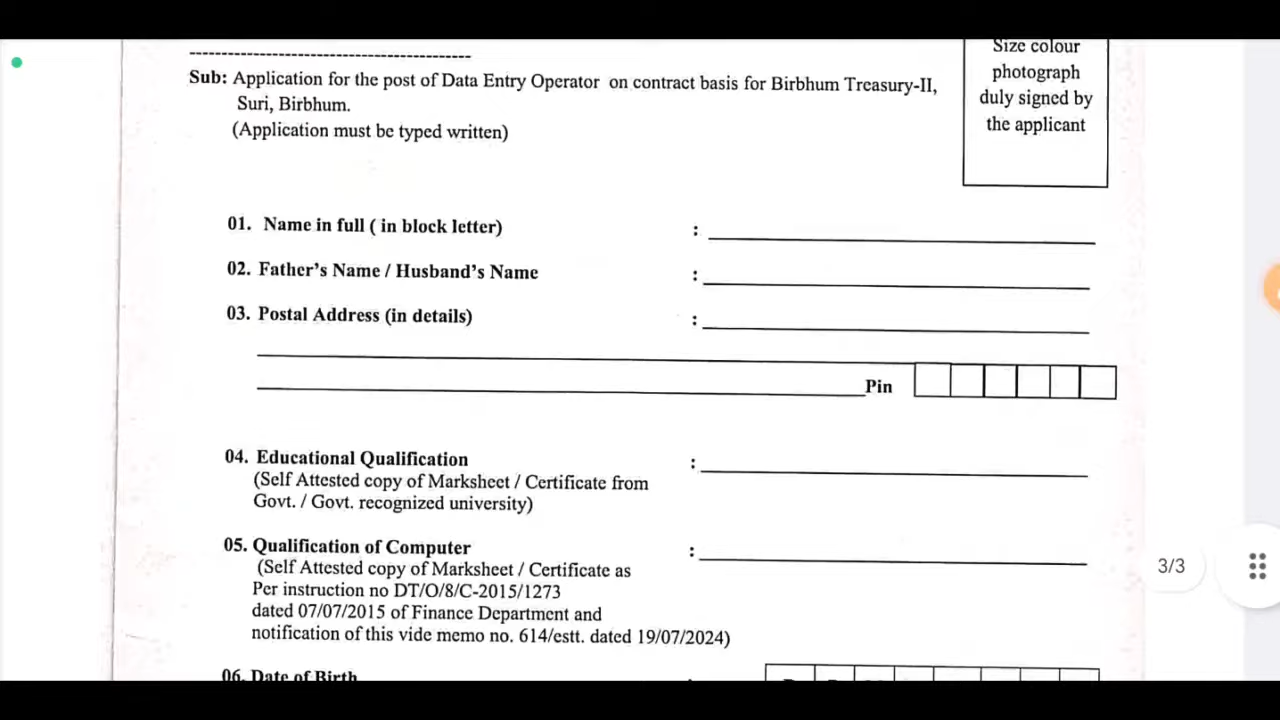 Size colour
photograph
duly signed by
the applicant
Sub: Application for the post of Data Entry Operator on contract basis for Birbhum Treasury-II,
Suri, Birbhum.
(Application must be typed written)
01. Name in full ( in block letter) :
02. Father's Name / Husband's Name :
03. Postal Address (in details) :
Pin
04. Educational Qualification :
(Self Attested copy of Marksheet / Certificate from
Govt. / Govt. recognized university)
05. Qualification of Computer :
(Self Attested copy of Marksheet / Certificate as
Per instruction no DT/O/8/C-2015/1273
dated 07/07/2015 of Finance Department and
notification of this vide memo no. 614/estt. dated 19/07/2024)
06. Date of Birth
3/3